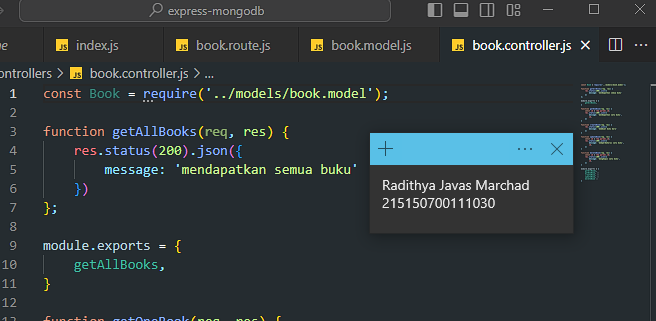 express-mongodb
me
JS index.js
JS book.route.js
JS book.model.js
JS book.controller.js
ontrollers > JS book.controller.js > ...
1 const Book = require('../models/book.model');
2
3 function getAllBooks(req, res) {
4 res.status(200).json({
5 message: 'mendapatkan semua buku'
6 })
7 };
8
9 module.exports = {
10 getAllBooks,
11 }
12
13 function getOneBook(req, res) {
Radithya Javas Marchad
215150700111030